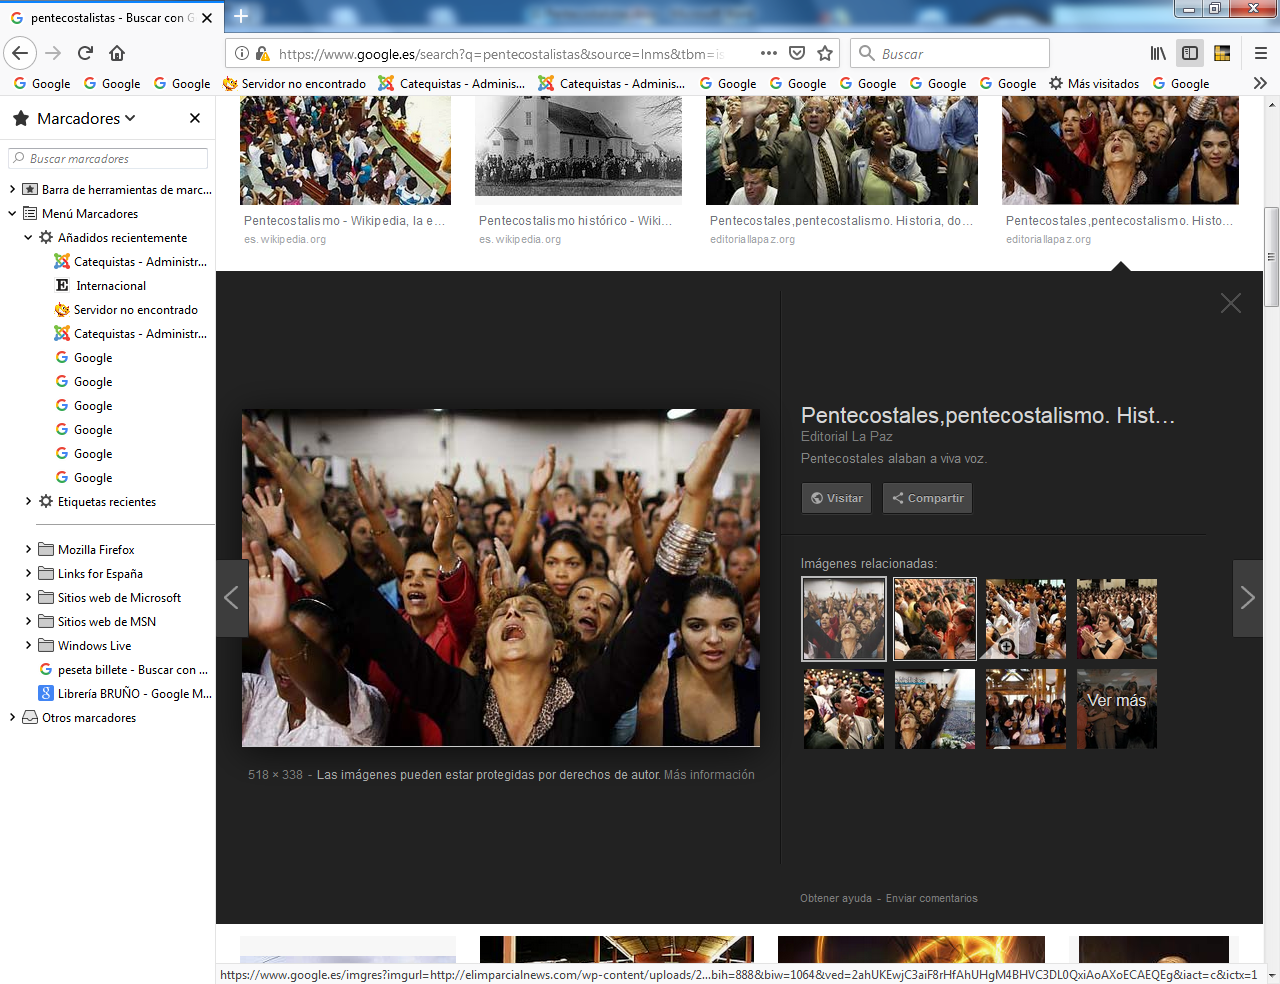 pentecostalistas - Buscar con G
https://www.google.es/search?q=pentecostalistas&source=lnms&tbm=is
Buscar
Google
Google
Google
Servidor no encontrado
Catequistas - Adminis...
Catequistas - Adminis...
Google
Google
Google
Google
Google
Más visitados
Google
Marcadores
Buscar marcadores
Barra de herramientas de marc...
Menú Marcadores
Añadidos recientemente
Catequistas - Administr...
Internacional
Servidor no encontrado
Catequistas - Administr...
Google
Google
Google
Google
Google
Google
Etiquetas recientes
Mozilla Firefox
Links for España
Sitios web de Microsoft
Sitios web de MSN
Windows Live
peseta billete - Buscar con ...
Librería BRUÑO - Google M...
Otros marcadores
Pentecostalismo - Wikipedia, la e...
es.wikipedia.org
Pentecostalismo histórico - Wiki...
es.wikipedia.org
Pentecostales,pentecostalismo. Historia, do...
editoriallapaz.org
Pentecostales,pentecostalismo. Histo...
editoriallapaz.org
Pentecostales,pentecostalismo. Hist...
Editorial La Paz
Pentecostales alaban a viva voz.
Visitar
Compartir
Imágenes relacionadas:
Ver más
518 × 338 - Las imágenes pueden estar protegidas por derechos de autor. Más información
Obtener ayuda - Enviar comentarios
https://www.google.es/imgres?imgurl=http://elimparcialnews.com/wp-content/uploads/2...bih=888&biw=1064&ved=2ahUKEwjC3aiF8rHfAhUHgM4BHVC3DL0QxiAoAXoECAEQEg&iact=c&ictx=1